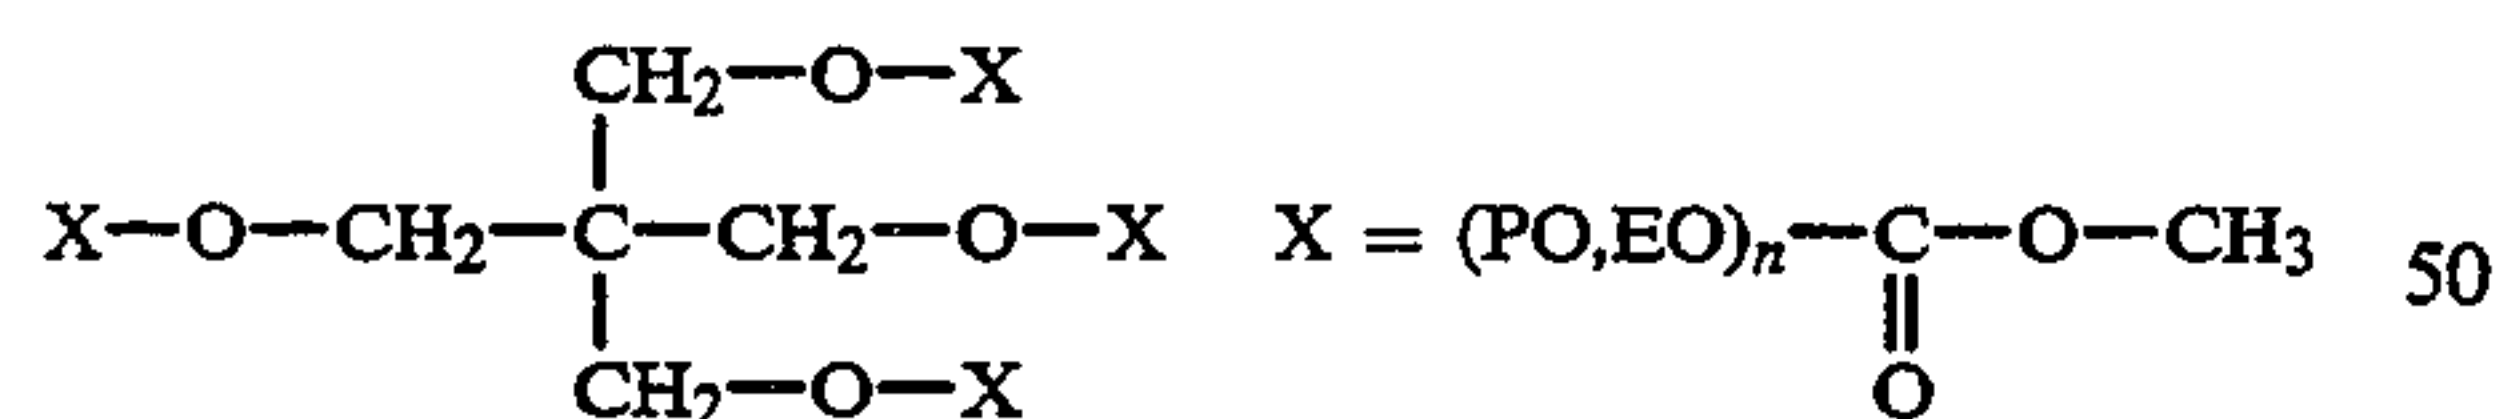 CH₂—O—X
X—O—CH₂—C—CH₂—O—X X = (PO,EO)ₙ—C—O—CH₃
50
CH₂—O—X O